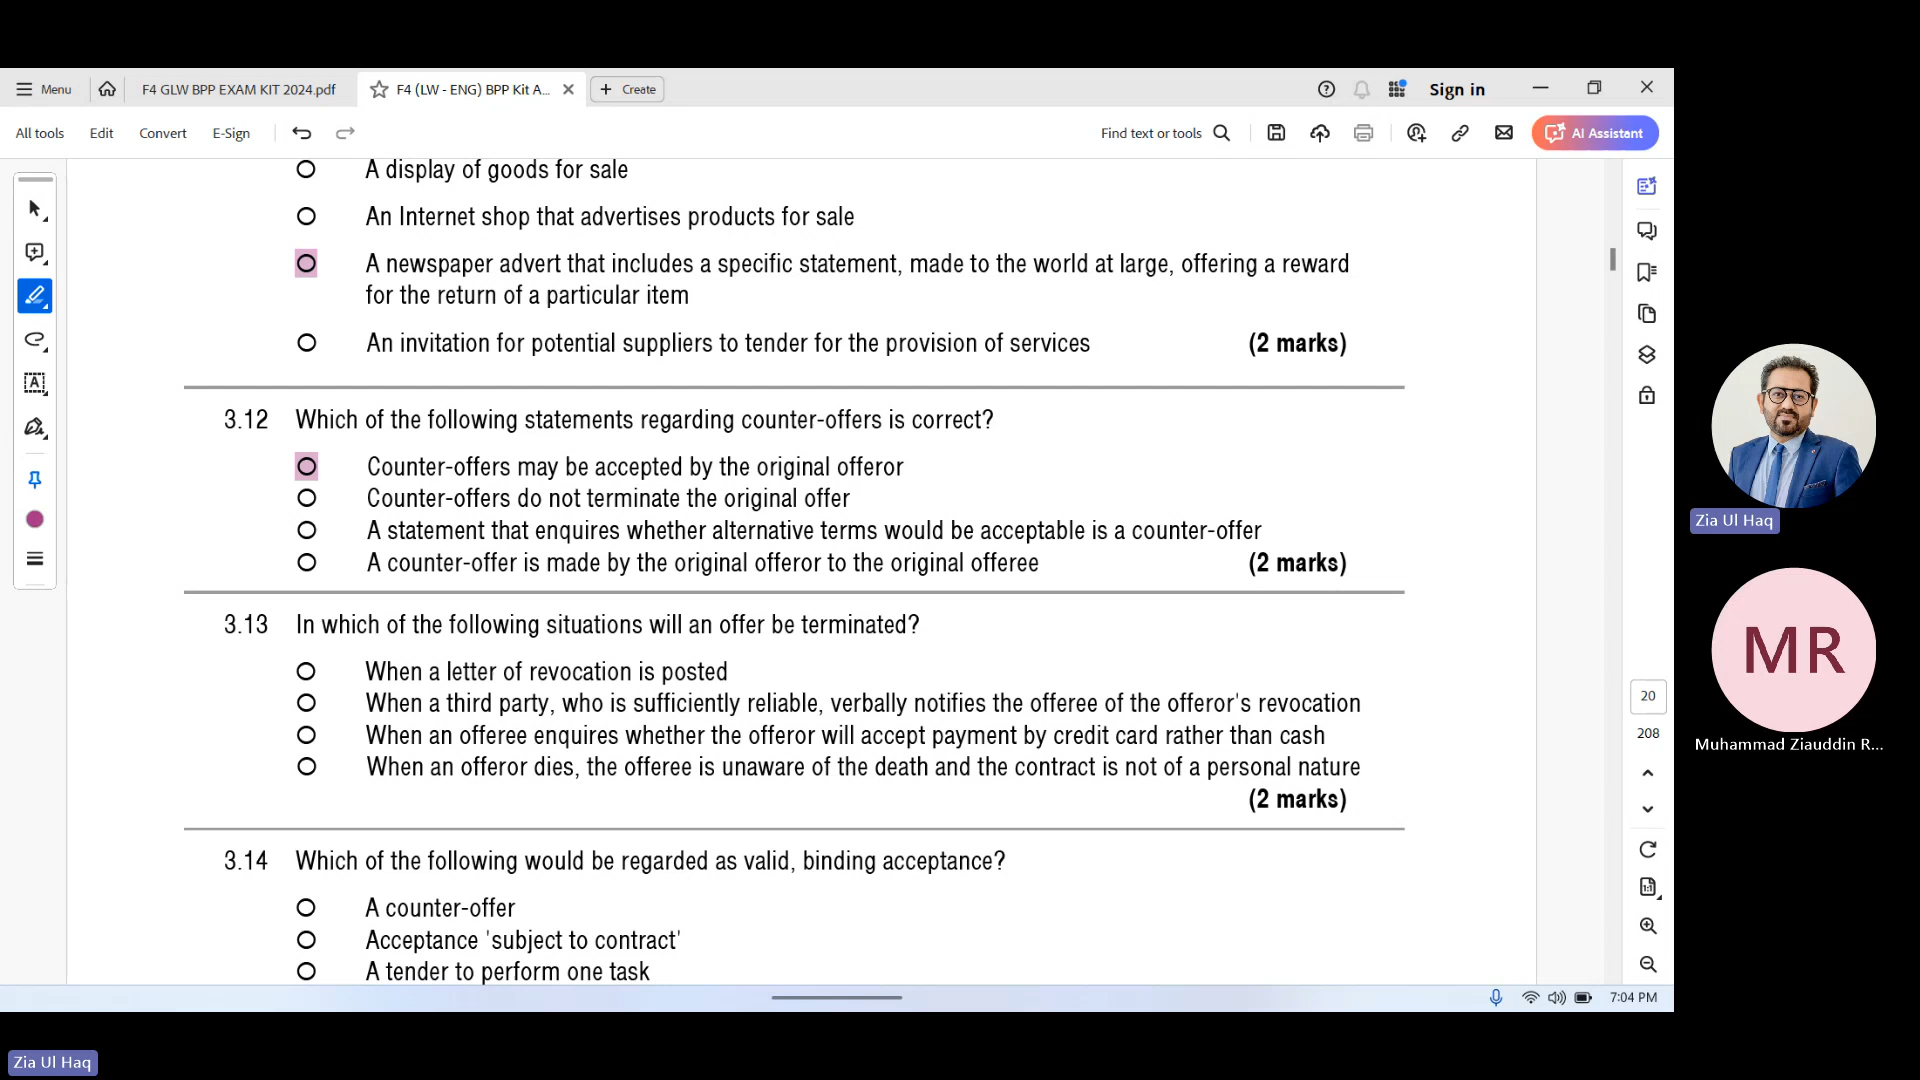 Menu
F4 GLW BPP EXAM KIT 2024.pdf
F4 (LW - ENG) BPP Kit A...
Create
Sign in
All tools
Edit
Convert
E-Sign
Find text or tools
AI Assistant
A display of goods for sale
An Internet shop that advertises products for sale
A newspaper advert that includes a specific statement, made to the world at large, offering a reward
for the return of a particular item
An invitation for potential suppliers to tender for the provision of services (2 marks)
3.12 Which of the following statements regarding counter-offers is correct?
Counter-offers may be accepted by the original offeror
Counter-offers do not terminate the original offer
A statement that enquires whether alternative terms would be acceptable is a counter-offer
A counter-offer is made by the original offeror to the original offeree (2 marks)
3.13 In which of the following situations will an offer be terminated?
When a letter of revocation is posted
When a third party, who is sufficiently reliable, verbally notifies the offeree of the offeror's revocation
When an offeree enquires whether the offeror will accept payment by credit card rather than cash
When an offeror dies, the offeree is unaware of the death and the contract is not of a personal nature
(2 marks)
3.14 Which of the following would be regarded as valid, binding acceptance?
A counter-offer
Acceptance 'subject to contract'
A tender to perform one task
20
208
7:04 PM
Zia Ul Haq
MR
Muhammad Ziauddin R...
Zia Ul Haq